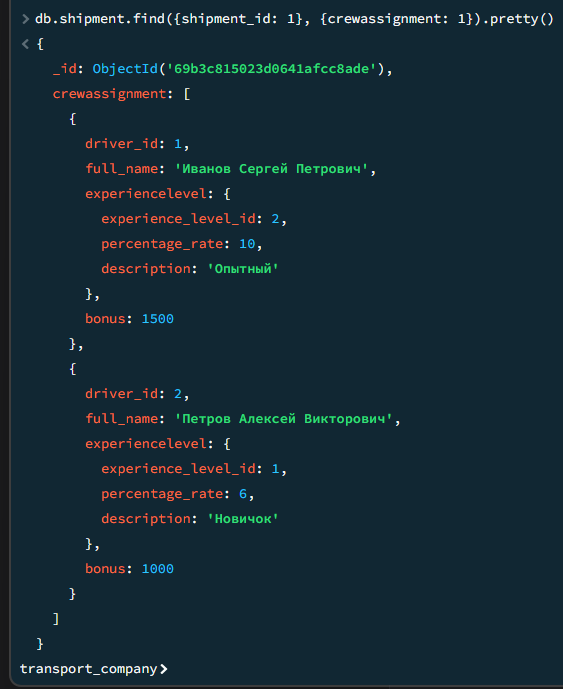 > db.shipment.find({shipment_id: 1}, {crewassignment: 1}).pretty()
< {
_id: ObjectId('69b3c815023d0641afcc8ade'),
crewassignment: [
{
driver_id: 1,
full_name: 'Иванов Сергей Петрович',
experiencelevel: {
experience_level_id: 2,
percentage_rate: 10,
description: 'Опытный'
},
bonus: 1500
},
{
driver_id: 2,
full_name: 'Петров Алексей Викторович',
experiencelevel: {
experience_level_id: 1,
percentage_rate: 6,
description: 'Новичок'
},
bonus: 1000
}
]
}
transport_company>